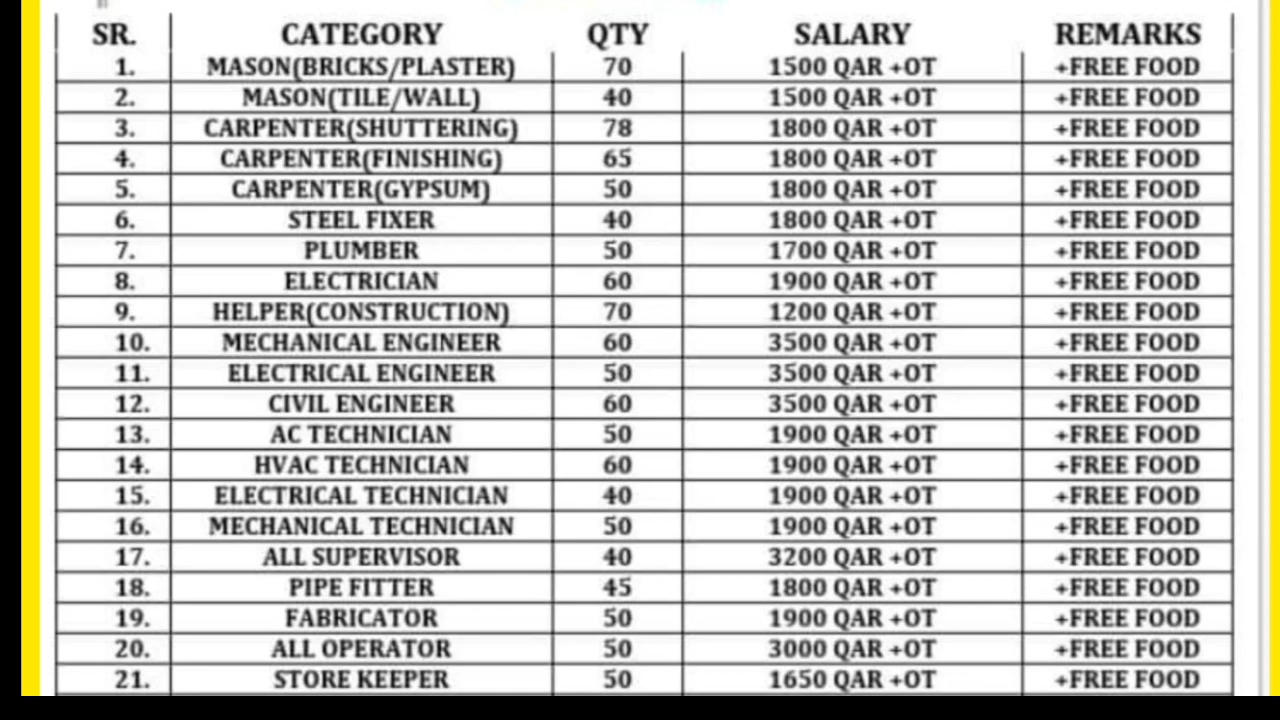 SR. CATEGORY QTY SALARY REMARKS
1. MASON(BRICKS/PLASTER) 70 1500 QAR +OT +FREE FOOD
2. MASON(TILE/WALL) 40 1500 QAR +OT +FREE FOOD
3. CARPENTER(SHUTTERING) 78 1800 QAR +OT +FREE FOOD
4. CARPENTER(FINISHING) 65 1800 QAR +OT +FREE FOOD
5. CARPENTER(GYPSUM) 50 1800 QAR +OT +FREE FOOD
6. STEEL FIXER 40 1800 QAR +OT +FREE FOOD
7. PLUMBER 50 1700 QAR +OT +FREE FOOD
8. ELECTRICIAN 60 1900 QAR +OT +FREE FOOD
9. HELPER(CONSTRUCTION) 70 1200 QAR +OT +FREE FOOD
10. MECHANICAL ENGINEER 60 3500 QAR +OT +FREE FOOD
11. ELECTRICAL ENGINEER 50 3500 QAR +OT +FREE FOOD
12. CIVIL ENGINEER 60 3500 QAR +OT +FREE FOOD
13. AC TECHNICIAN 50 1900 QAR +OT +FREE FOOD
14. HVAC TECHNICIAN 60 1900 QAR +OT +FREE FOOD
15. ELECTRICAL TECHNICIAN 40 1900 QAR +OT +FREE FOOD
16. MECHANICAL TECHNICIAN 50 1900 QAR +OT +FREE FOOD
17. ALL SUPERVISOR 40 3200 QAR +OT +FREE FOOD
18. PIPE FITTER 45 1800 QAR +OT +FREE FOOD
19. FABRICATOR 50 1900 QAR +OT +FREE FOOD
20. ALL OPERATOR 50 3000 QAR +OT +FREE FOOD
21. STORE KEEPER 50 1650 QAR +OT +FREE FOOD